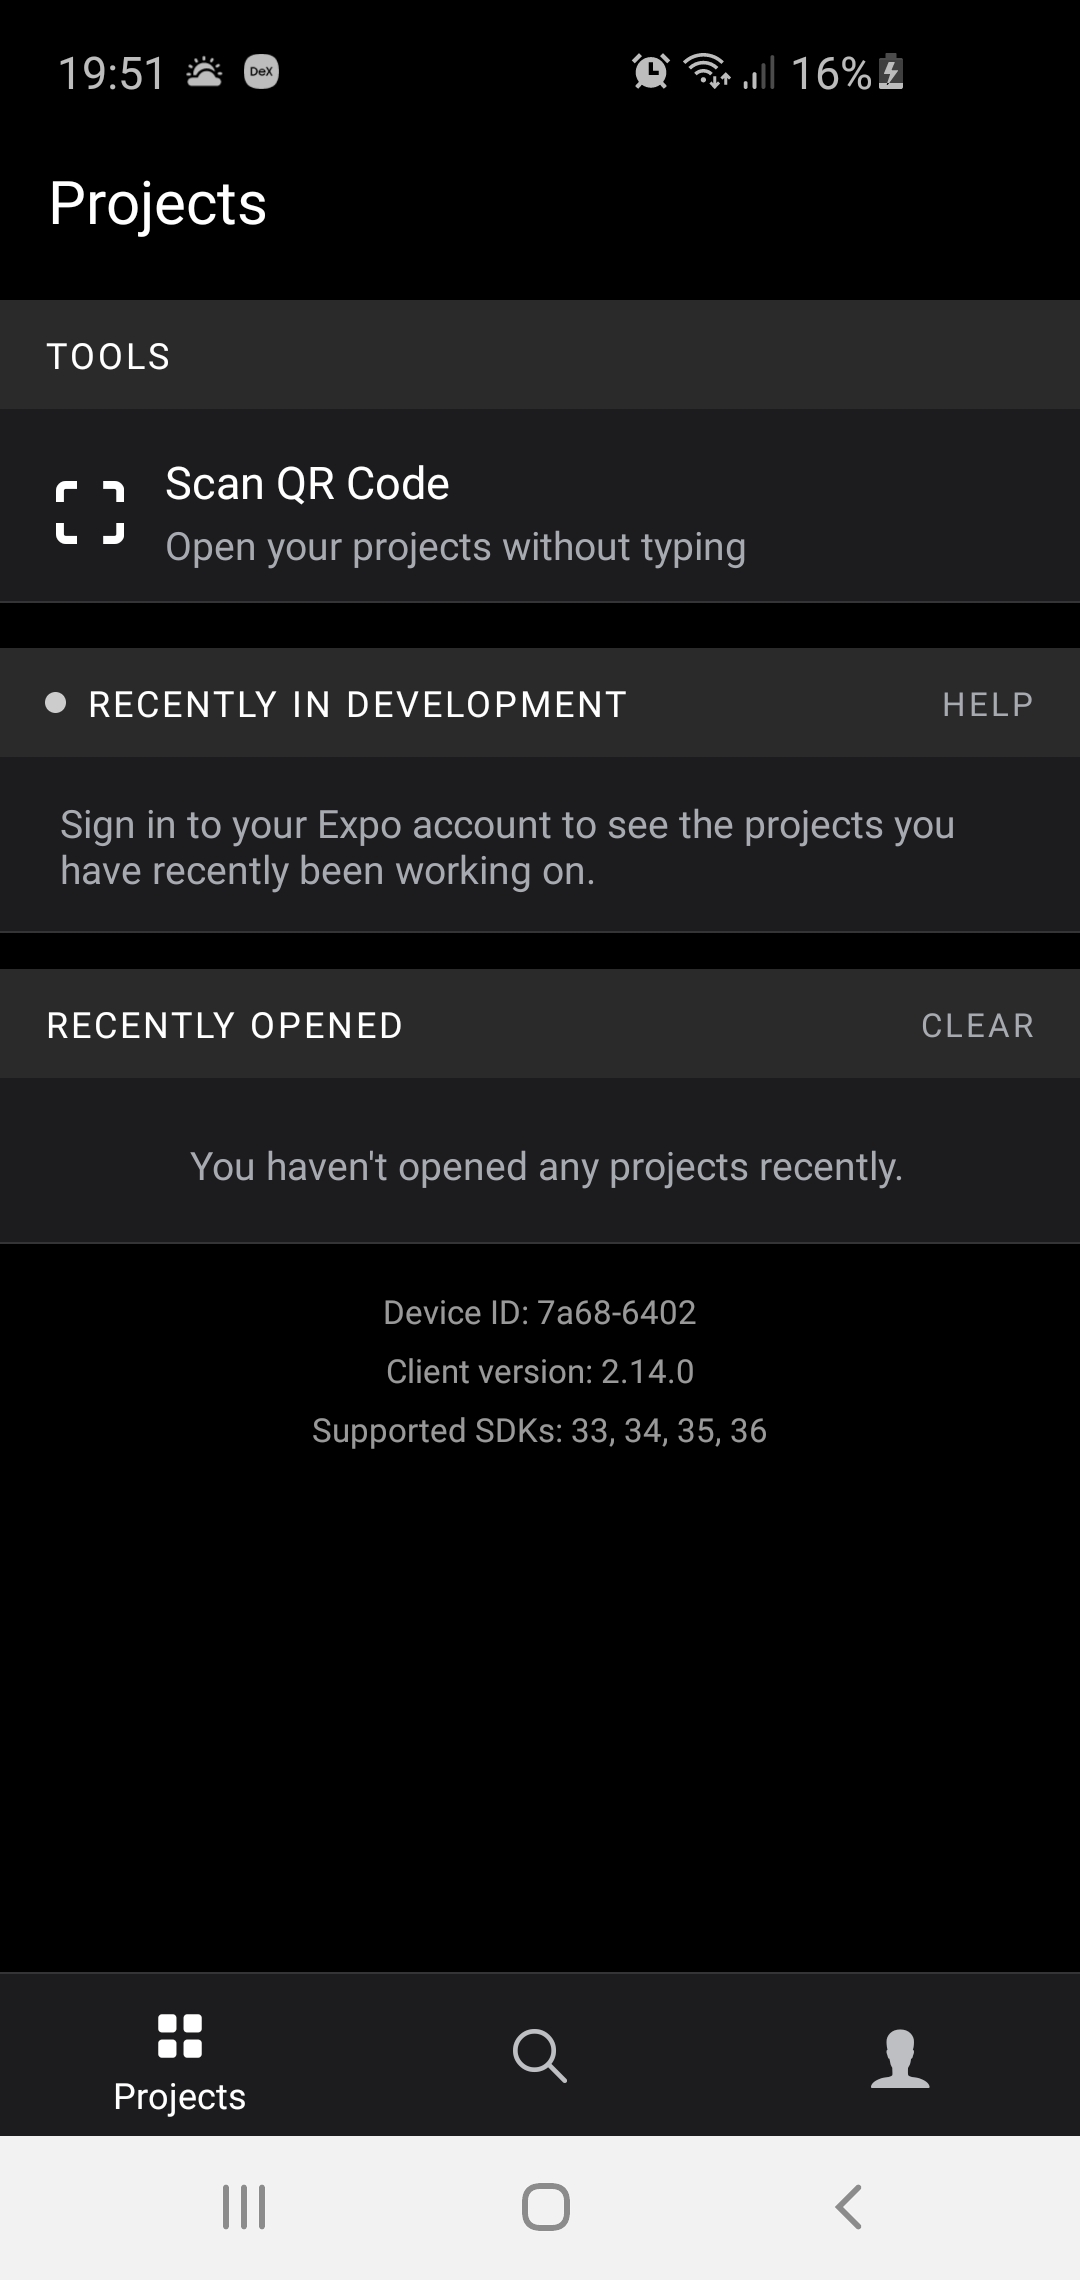 19:51 DeX 16%
Projects
TOOLS
Scan QR Code
Open your projects without typing
RECENTLY IN DEVELOPMENT HELP
Sign in to your Expo account to see the projects you
have recently been working on.
RECENTLY OPENED CLEAR
You haven't opened any projects recently.
Device ID: 7a68-6402
Client version: 2.14.0
Supported SDKs: 33, 34, 35, 36
Projects